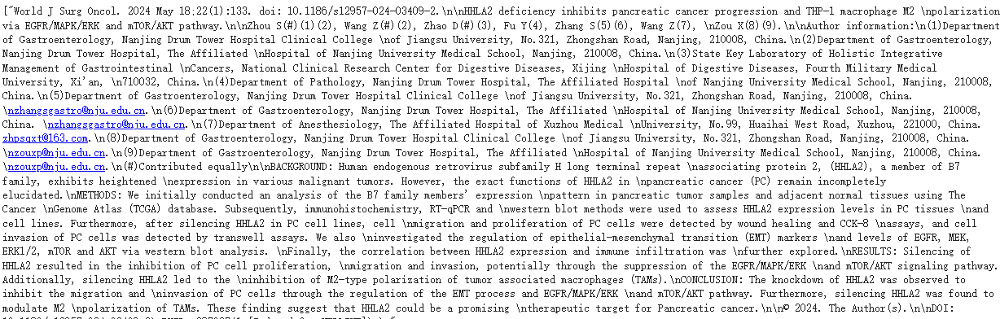 ["World J Surg Oncol. 2024 May 18;22(1):133. doi: 10.1186/s12957-024-03409-2.\n\nHHLA2 deficiency inhibits pancreatic cancer progression and THP-1 macrophage M2 \npolarization
via EGFR/MAPK/ERK and mTOR/AKT pathway.\n\nZhou S(#)(1)(2), Wang Z(#)(2), Zhao D(#)(3), Fu Y(4), Zhang S(5)(6), Wang Z(7), \nZou X(8)(9).\n\nAuthor information:\n(1)Department
of Gastroenterology, Nanjing Drum Tower Hospital Clinical College \nof Jiangsu University, No.321, Zhongshan Road, Nanjing, 210008, China.\n(2)Department of Gastroenterology,
Nanjing Drum Tower Hospital, The Affiliated \nHospital of Nanjing University Medical School, Nanjing, 210008, China.\n(3)State Key Laboratory of Holistic Integrative
Management of Gastrointestinal \nCancers, National Clinical Research Center for Digestive Diseases, Xijing \nHospital of Digestive Diseases, Fourth Military Medical
University, Xi'an, \n710032, China.\n(4)Department of Pathology, Nanjing Drum Tower Hospital, The Affiliated Hospital \nof Nanjing University Medical School, Nanjing, 210008,
China.\n(5)Department of Gastroenterology, Nanjing Drum Tower Hospital Clinical College \nof Jiangsu University, No.321, Zhongshan Road, Nanjing, 210008, China.
\nzhangsgastro@nju.edu.cn.\n(6)Department of Gastroenterology, Nanjing Drum Tower Hospital, The Affiliated \nHospital of Nanjing University Medical School, Nanjing, 210008,
China. \nzhangsgastro@nju.edu.cn.\n(7)Department of Anesthesiology, The Affiliated Hospital of Xuzhou Medical \nUniversity, No.99, Huaihai West Road, Xuzhou, 221000, China.
zhpsqxt@163.com.\n(8)Department of Gastroenterology, Nanjing Drum Tower Hospital Clinical College \nof Jiangsu University, No.321, Zhongshan Road, Nanjing, 210008, China.
\nzouxp@nju.edu.cn.\n(9)Department of Gastroenterology, Nanjing Drum Tower Hospital, The Affiliated \nHospital of Nanjing University Medical School, Nanjing, 210008, China.
\nzouxp@nju.edu.cn.\n(#)Contributed equally\n\nBACKGROUND: Human endogenous retrovirus subfamily H long terminal repeat \nassociating protein 2, (HHLA2), a member of B7
family, exhibits heightened \nexpression in various malignant tumors. However, the exact functions of HHLA2 in \npancreatic cancer (PC) remain incompletely
elucidated.\nMETHODS: We initially conducted an analysis of the B7 family members' expression \npattern in pancreatic tumor samples and adjacent normal tissues using The
Cancer \nGenome Atlas (TCGA) database. Subsequently, immunohistochemistry, RT-qPCR and \nwestern blot methods were used to assess HHLA2 expression levels in PC tissues \nand
cell lines. Furthermore, after silencing HHLA2 in PC cell lines, cell \nmigration and proliferation of PC cells were detected by wound healing and CCK-8 \nassays, and cell
invasion of PC cells was detected by transwell assays. We also \ninvestigated the regulation of epithelial-mesenchymal transition (EMT) markers \nand levels of EGFR, MEK,
ERK1/2, mTOR and AKT via western blot analysis. \nFinally, the correlation between HHLA2 expression and immune infiltration was \nfurther explored.\nRESULTS: Silencing of
HHLA2 resulted in the inhibition of PC cell proliferation, \nmigration and invasion, potentially through the suppression of the EGFR/MAPK/ERK \nand mTOR/AKT signaling pathway.
Additionally, silencing HHLA2 led to the \ninhibition of M2-type polarization of tumor associated macrophages (TAMs).\nCONCLUSION: The knockdown of HHLA2 was observed to
inhibit the migration and \ninvasion of PC cells through the regulation of the EMT process and EGFR/MAPK/ERK \nand mTOR/AKT pathway. Furthermore, silencing HHLA2 was found to
modulate M2 \npolarization of TAMs. These finding suggest that HHLA2 could be a promising \ntherapeutic target for Pancreatic cancer.\n\n© 2024. The Author(s).\n\nDOI: